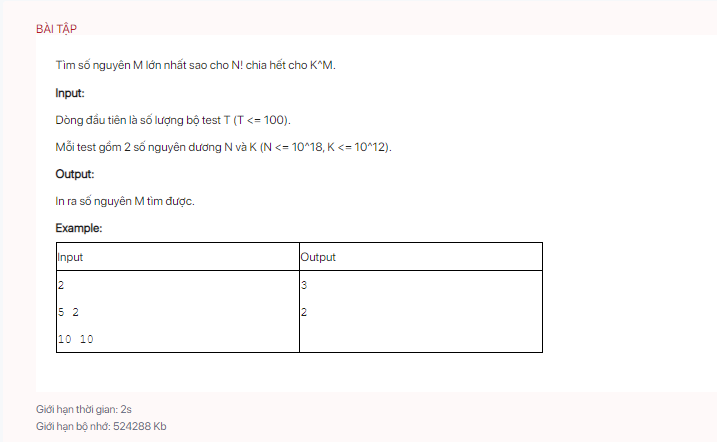 BÀI TẬP
Tìm số nguyên M lớn nhất sao cho N! chia hết cho K^M.
Input:
Dòng đầu tiên là số lượng bộ test T (T <= 100).
Mỗi test gồm 2 số nguyên dương N và K (N <= 10^18, K <= 10^12).
Output:
In ra số nguyên M tìm được.
Example:
Input Output
2 3
5 2 2
10 10
Giới hạn thời gian: 2s
Giới hạn bộ nhớ: 524288 Kb